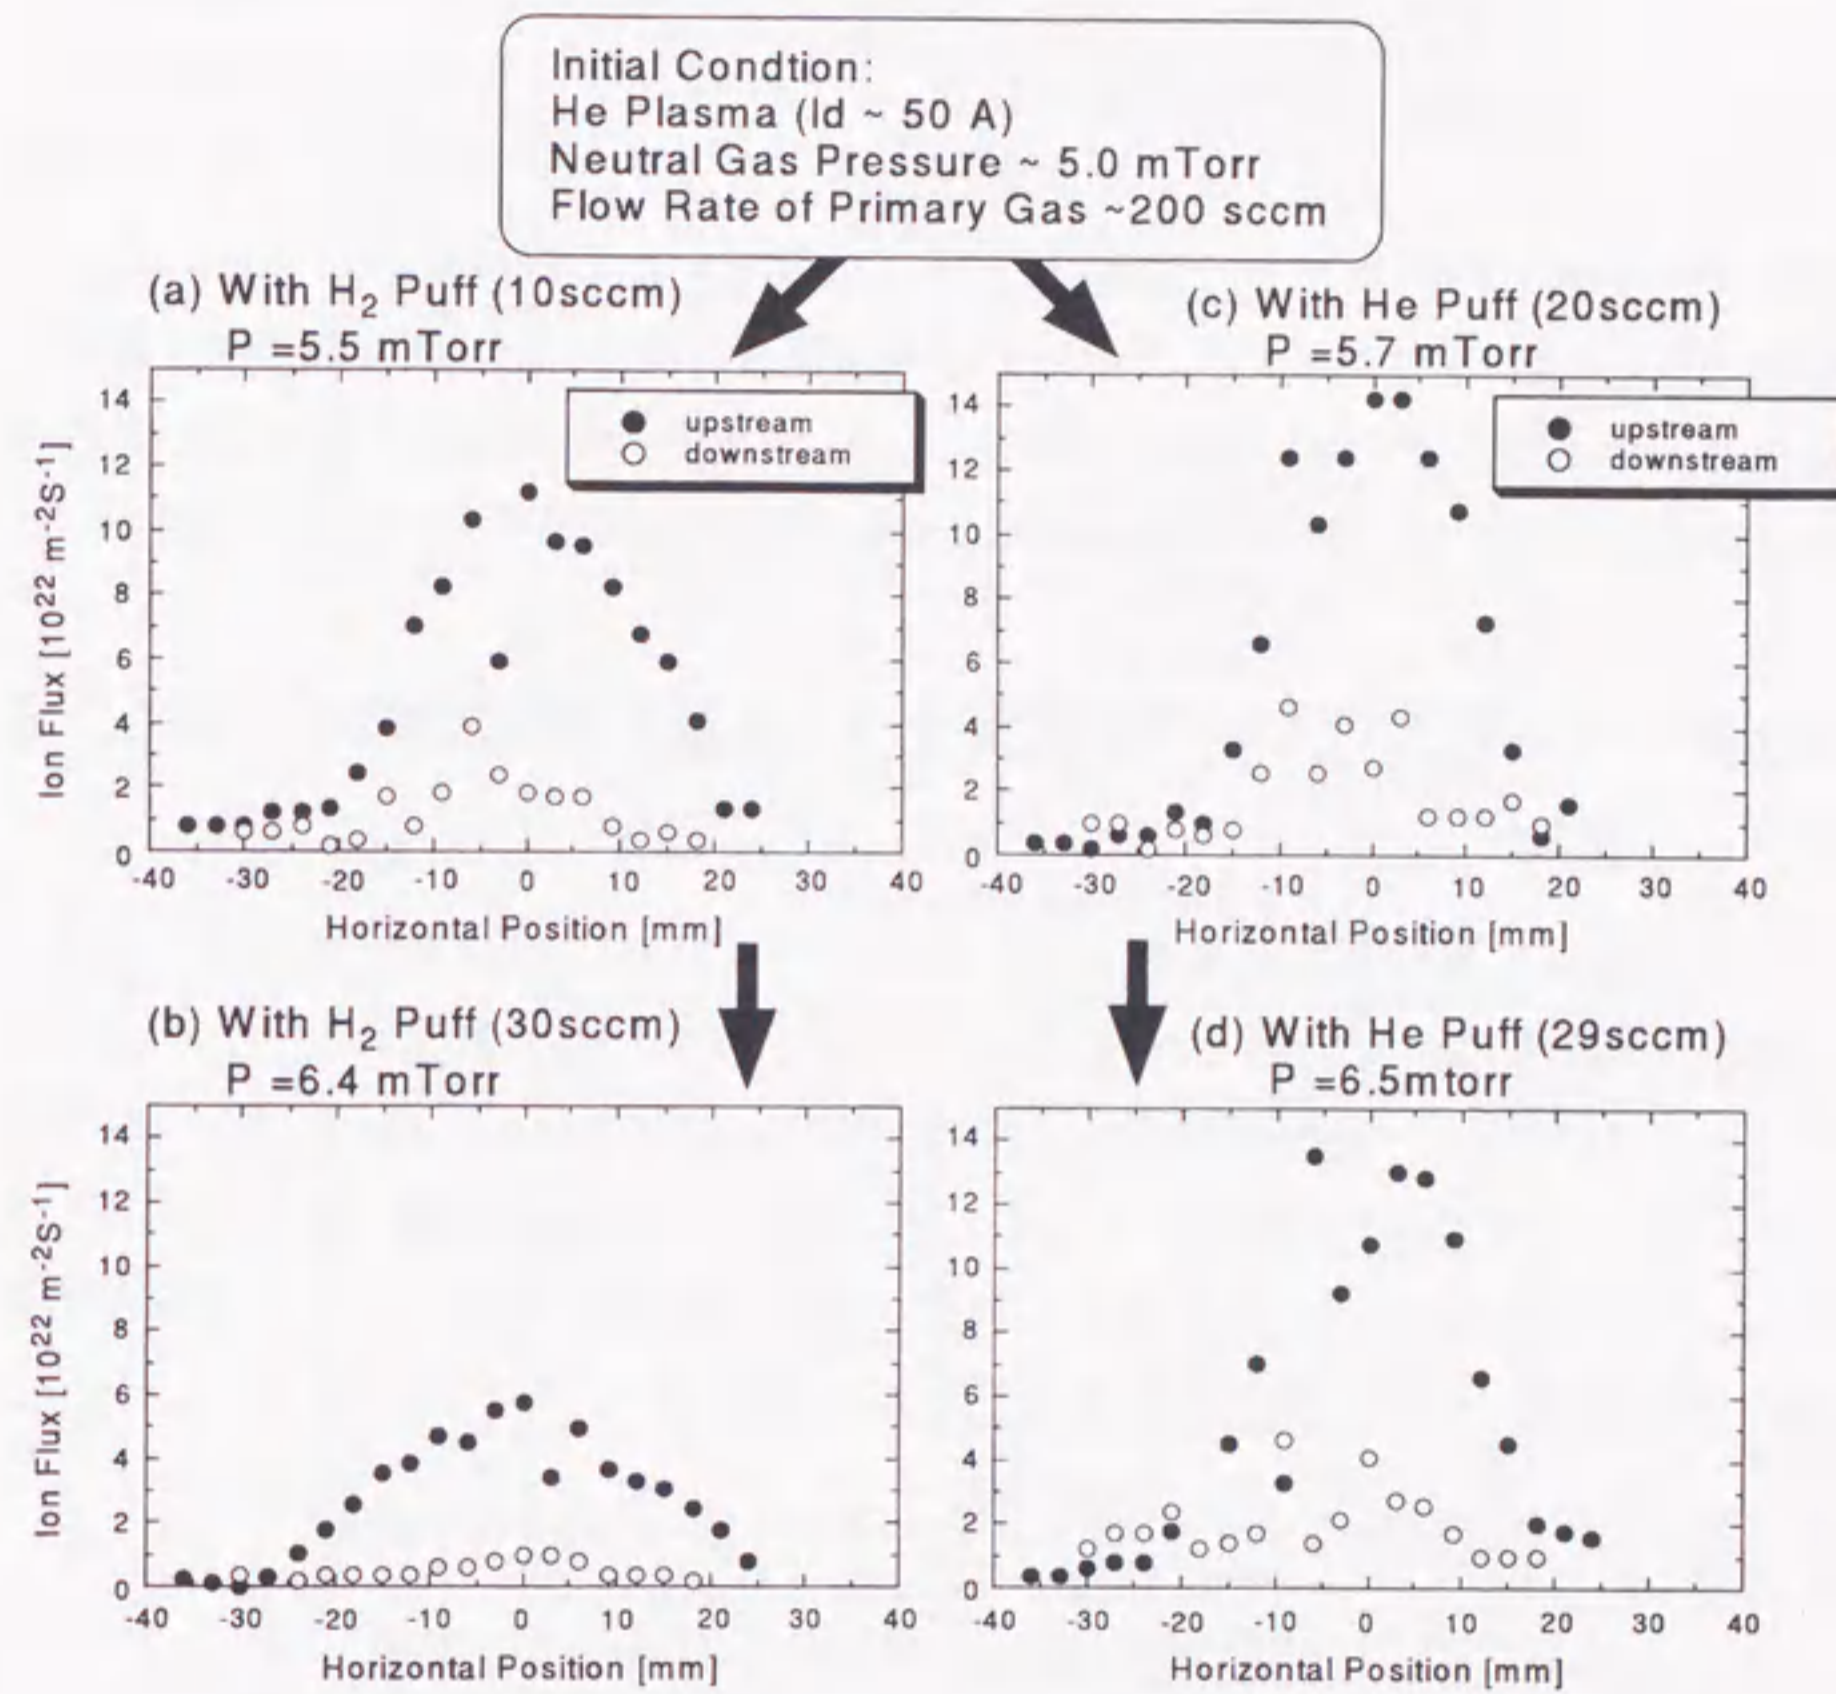 Initial Condtion:
He Plasma (Id ~ 50 A)
Neutral Gas Pressure ~ 5.0 mTorr
Flow Rate of Primary Gas ~200 sccm
(a) With H2 Puff (10sccm)
P =5.5 mTorr
14
12
10
8
6
4
2
0
Ion Flux [10^22 m^-2S^-1]
upstream
downstream
-40 -30 -20 -10 0 10 20 30 40
Horizontal Position [mm]
(c) With He Puff (20sccm)
P =5.7 mTorr
14
12
10
8
6
4
2
0
upstream
downstream
-40 -30 -20 -10 0 10 20 30 40
Horizontal Position [mm]
(b) With H2 Puff (30sccm)
P =6.4 mTorr
14
12
10
8
6
4
2
0
Ion Flux [10^22 m^-2S^-1]
-40 -30 -20 -10 0 10 20 30 40
Horizontal Position [mm]
(d) With He Puff (29sccm)
P =6.5mtorr
14
12
10
8
6
4
2
0
-40 -30 -20 -10 0 10 20 30 40
Horizontal Position [mm]